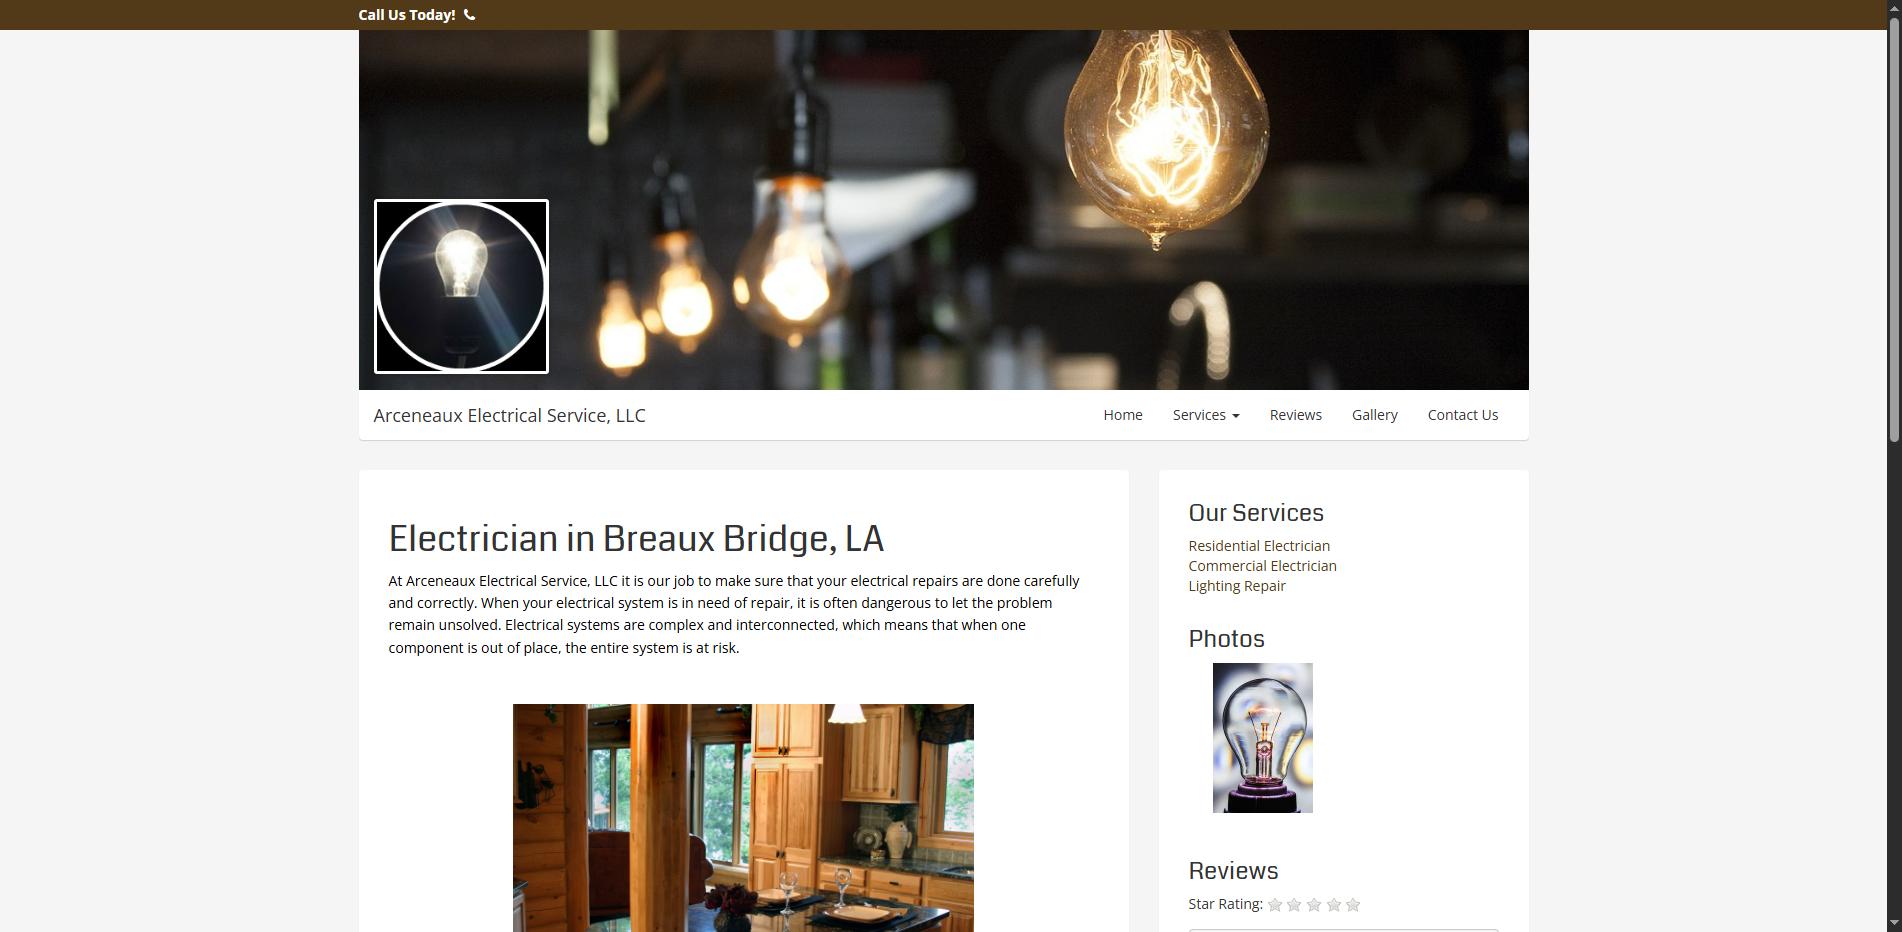 Call Us Today!
Arceneaux Electrical Service, LLC
Home Services Reviews Gallery Contact Us
Electrician in Breaux Bridge, LA
At Arceneaux Electrical Service, LLC it is our job to make sure that your electrical repairs are done carefully
and correctly. When your electrical system is in need of repair, it is often dangerous to let the problem
remain unsolved. Electrical systems are complex and interconnected, which means that when one
component is out of place, the entire system is at risk.
Our Services
Residential Electrician
Commercial Electrician
Lighting Repair
Photos
Reviews
Star Rating: